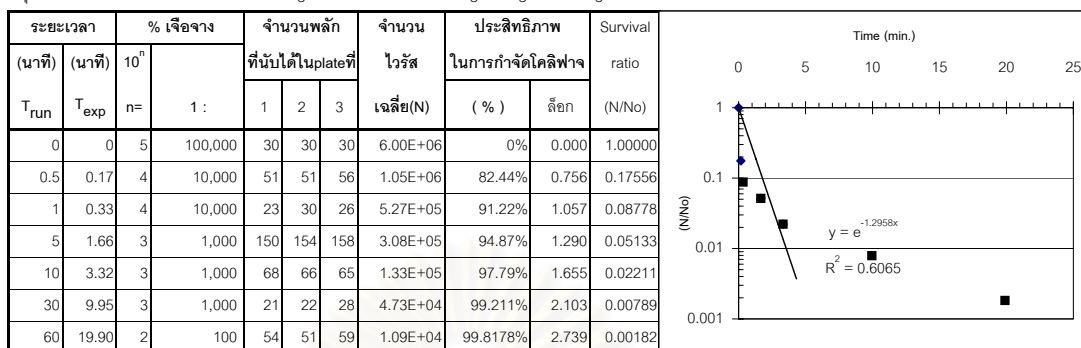 ระยะเวลา % เจือจาง จำนวนพลัก จำนวน ประสิทธิภาพ Survival
(นาที) (นาที) 10^n ที่นับได้ในplateที่ ไวรัส ในการกำจัดโคลิฟาจ ratio
T_run T_exp n= 1 : 1 2 3 เฉลี่ย(N) ( % ) ล็อก (N/No)
0 0 5 100,000 30 30 30 6.00E+06 0% 0.000 1.00000
0.5 0.17 4 10,000 51 51 56 1.05E+06 82.44% 0.756 0.17556
1 0.33 4 10,000 23 30 26 5.27E+05 91.22% 1.057 0.08778
5 1.66 3 1,000 150 154 158 3.08E+05 94.87% 1.290 0.05133
10 3.32 3 1,000 68 66 65 1.33E+05 97.79% 1.655 0.02211
30 9.95 3 1,000 21 22 28 4.73E+04 99.211% 2.103 0.00789
60 19.90 2 100 54 51 59 1.09E+04 99.8178% 2.739 0.00182
Time (min.)
0 5 10 15 20 25
1
0.1
0.01
0.001
(N/No)
y = e^-1.2958x
R^2 = 0.6065